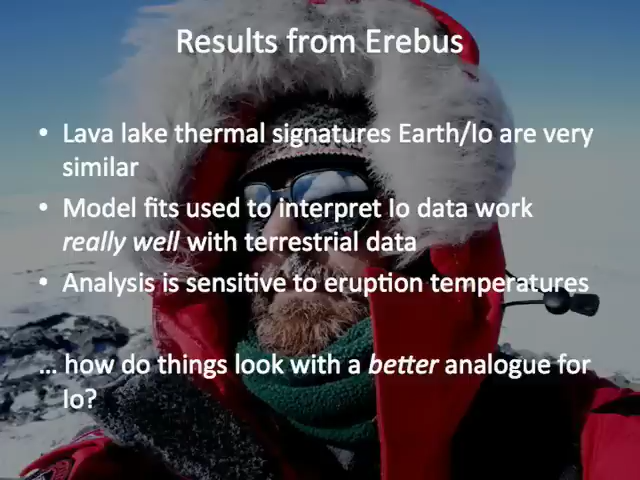 Results from Erebus
• Lava lake thermal signatures Earth/Io are very
similar
• Model fits used to interpret Io data work
really well with terrestrial data
• Analysis is sensitive to eruption temperatures
... how do things look with a better analogue for
Io?